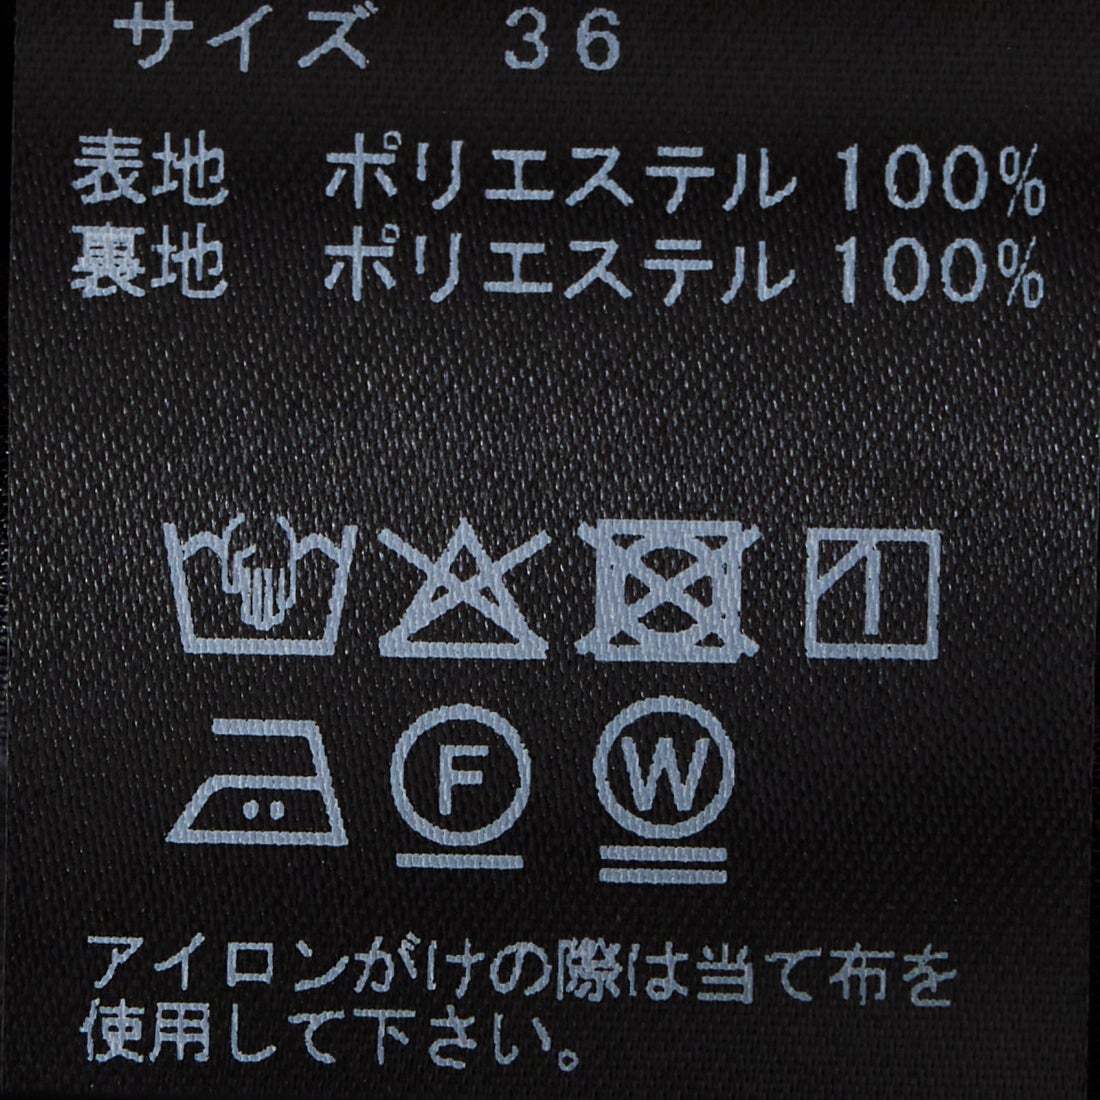 サイズ 36
表地 ポリエステル 100%
裏地 ポリエステル 100%
F W
アイロンがけの際は当て布を
使用して下さい。